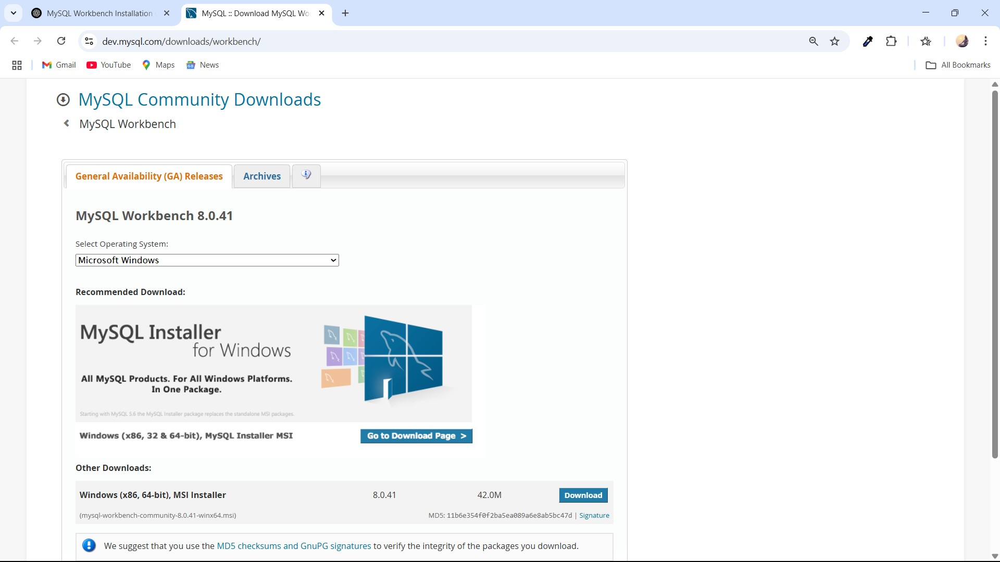 MySQL Workbench Installation
MySQL :: Download MySQL Wo
dev.mysql.com/downloads/workbench/
Gmail
YouTube
Maps
News
All Bookmarks
MySQL Community Downloads
MySQL Workbench
General Availability (GA) Releases
Archives
MySQL Workbench 8.0.41
Select Operating System:
Microsoft Windows
Recommended Download:
MySQL Installer
for Windows
All MySQL Products. For All Windows Platforms.
In One Package.
Starting with MySQL 5.6 the MySQL Installer package replaces the standalone MSI packages.
Windows (x86, 32 & 64-bit), MySQL Installer MSI
Go to Download Page >
Other Downloads:
Windows (x86, 64-bit), MSI Installer 8.0.41 42.0M Download
(mysql-workbench-community-8.0.41-winx64.msi) MD5: 11b6e354f0f2ba5ea089a6e8ab5bc47d | Signature
We suggest that you use the MD5 checksums and GnuPG signatures to verify the integrity of the packages you download.